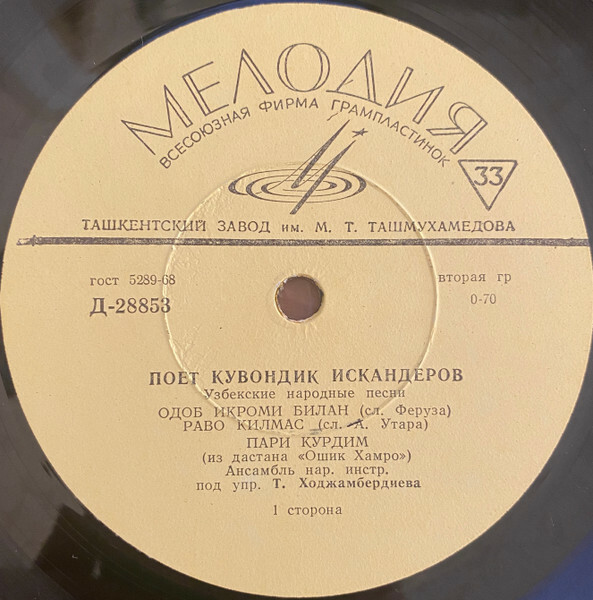 МЕЛОДИЯ
ВСЕСОЮЗНАЯ ФИРМА ГРАМПЛАСТИНОК
33
ТАШКЕНТСКИЙ ЗАВОД им. М. Т. ТАШМУХАМЕДОВА
гост 5289-68
вторая гр
Д-28853
0-70
ПОЕТ КУВОНДИК ИСКАНДЕРОВ
Узбекские народные песни
ОДОБ ИКРОМИ БИЛАН (сл. Феруза)
РАВО КИЛМАС (сл. А. Утара)
ПАРИ КУРДИМ
(из дастана «Ошик Хамро»)
Ансамбль нар. инстр.
под упр. Т. Ходжамбердиева
1 сторона